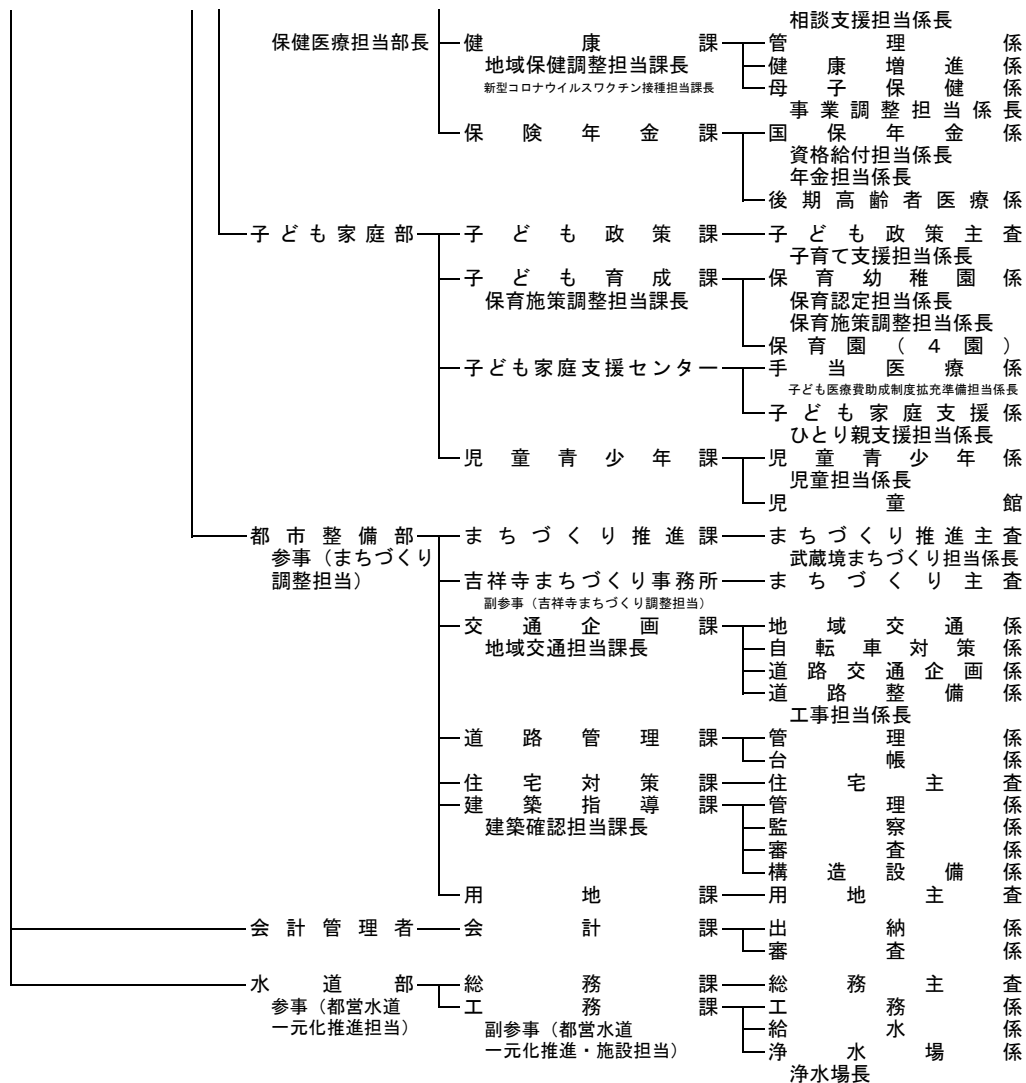 相談支援担当係長
保健医療担当部長 健康課 管理係
地域保健調整担当課長 健康増進係
新型コロナウイルスワクチン接種担当課長 母子保健係
事業調整担当係長
保険年金課 国保年金係
資格給付担当係長
年金担当係長
後期高齢者医療係
子ども家庭部 子ども政策課 子ども政策主査
子育て支援担当係長
子ども育成課 保育幼稚園係
保育施策調整担当課長 保育認定担当係長
保育施策調整担当係長
保育園（４園）
子ども家庭支援センター 手当医療係
子ども医療費助成制度拡充準備担当係長
子ども家庭支援係
ひとり親支援担当係長
児童青少年課 児童青少年係
児童担当係長
児童館
都市整備部 まちづくり推進課 まちづくり推進主査
参事（まちづくり 武蔵境まちづくり担当係長
調整担当） 吉祥寺まちづくり事務所 まちづくり主査
副参事（吉祥寺まちづくり調整担当）
交通企画課 地域交通係
地域交通担当課長 自転車対策係
道路交通企画係
道路整備係
工事担当係長
道路管理課 管理係
台帳係
住宅対策課 住宅主査
建築指導課 管理係
建築確認担当課長 監察係
審査係
構造設備係
用地課 用地主査
会計管理者 会計課 出納係
審査係
水道部 総務課 総務主査
参事（都営水道 工務課 工務係
一元化推進担当） 副参事（都営水道 給水係
一元化推進・施設担当） 浄水場係
浄水場長